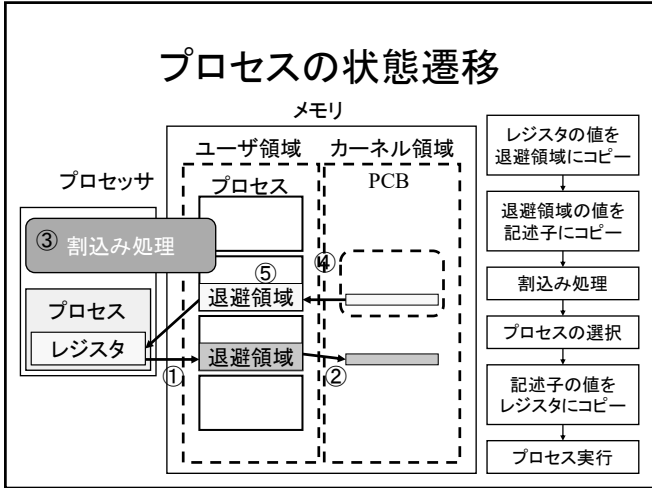 プロセスの状態遷移
メモリ
ユーザ領域
カーネル領域
プロセッサ
プロセス
PCB
③ 割込み処理
④
⑤
退避領域
プロセス
レジスタ
退避領域
①
②
レジスタの値を
退避領域にコピー
退避領域の値を
記述子にコピー
割込み処理
プロセスの選択
記述子の値を
レジスタにコピー
プロセス実行